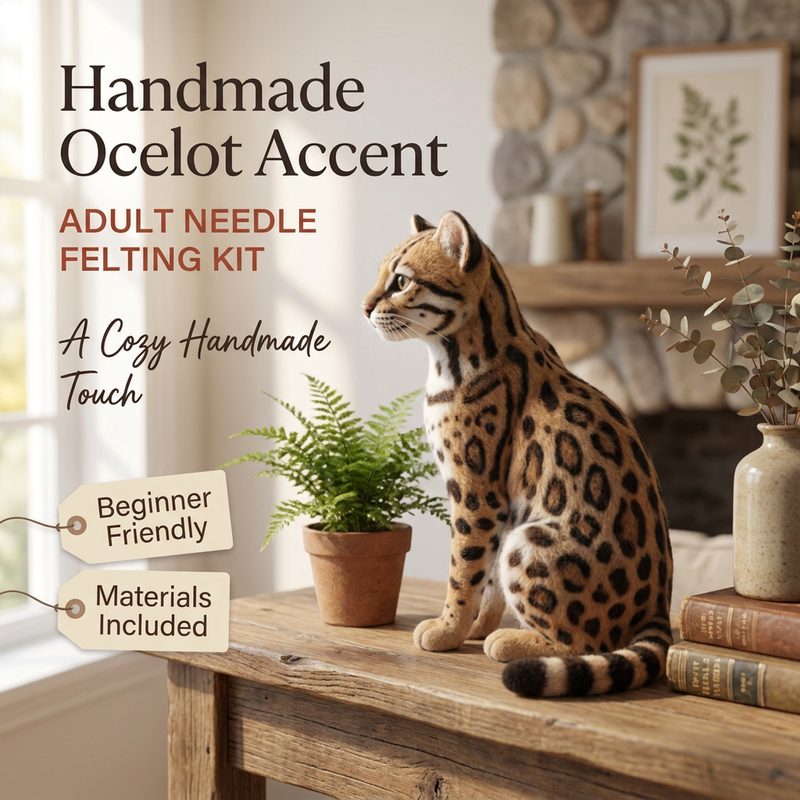 Handmade
Ocelot Accent
ADULT NEEDLE
FELTING KIT
A Cozy Handmade
Touch
Beginner
Friendly
Materials
Included